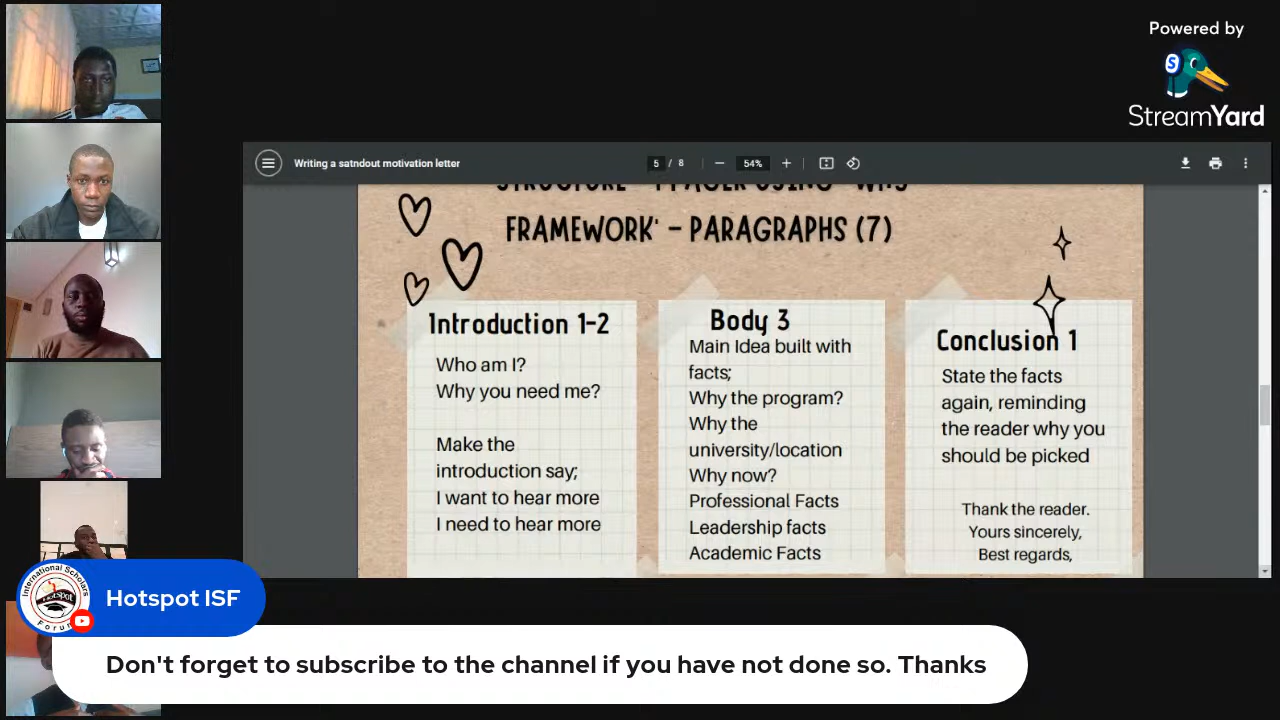 Powered by
StreamYard
Writing a satndout motivation letter
5 / 8
54%
FRAMEWORK' - PARAGRAPHS (7)
Introduction 1-2
Who am I?
Why you need me?
Make the
introduction say;
I want to hear more
I need to hear more
Body 3
Main Idea built with
facts;
Why the program?
Why the
university/location
Why now?
Professional Facts
Leadership facts
Academic Facts
Conclusion 1
State the facts
again, reminding
the reader why you
should be picked
Thank the reader.
Yours sincerely,
Best regards,
International Scholars
Hotspot
Forum
Hotspot ISF
Don't forget to subscribe to the channel if you have not done so. Thanks